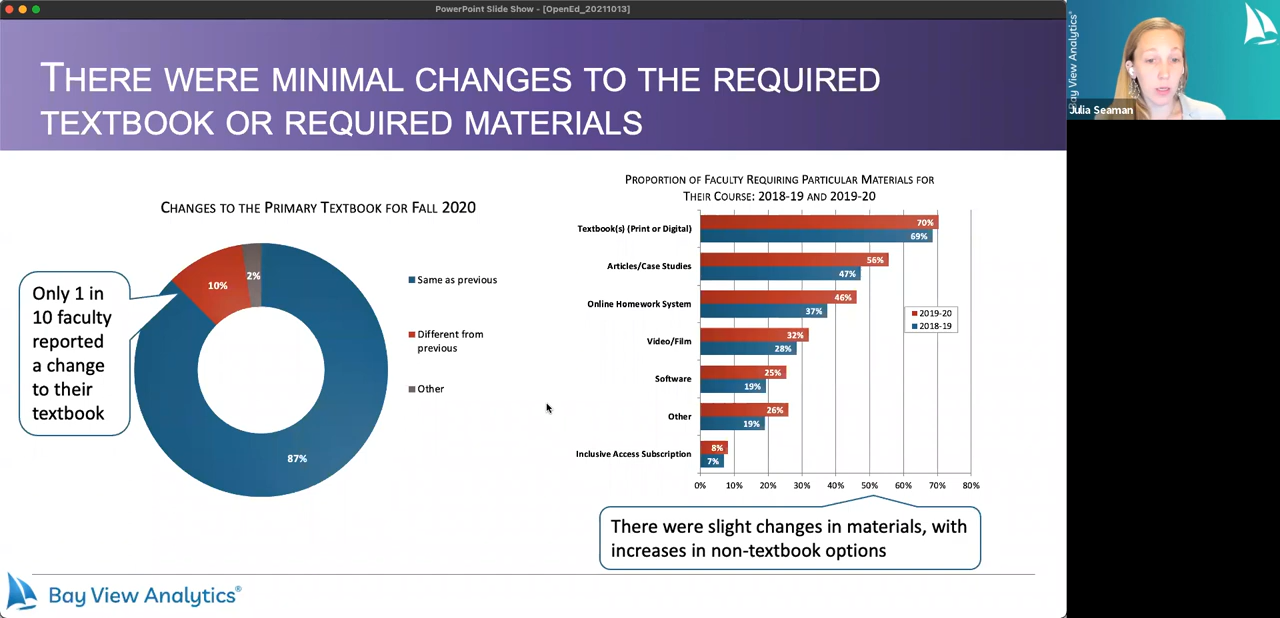 PowerPoint Slide Show - [OpenEd_20211013]
THERE WERE MINIMAL CHANGES TO THE REQUIRED
TEXTBOOK OR REQUIRED MATERIALS
CHANGES TO THE PRIMARY TEXTBOOK FOR FALL 2020
Only 1 in
10 faculty
reported
a change
to their
textbook
10%
2%
87%
Same as previous
Different from
previous
Other
PROPORTION OF FACULTY REQUIRING PARTICULAR MATERIALS FOR
THEIR COURSE: 2018-19 AND 2019-20
Textbook(s) (Print or Digital)
70%
69%
Articles/Case Studies
56%
47%
Online Homework System
46%
37%
Video/Film
32%
28%
Software
25%
19%
Other
26%
19%
Inclusive Access Subscription
8%
7%
2019-20
2018-19
0% 10% 20% 30% 40% 50% 60% 70% 80%
There were slight changes in materials, with
increases in non-textbook options
Bay View Analytics®
Bay View Analytics®
Julia Seaman